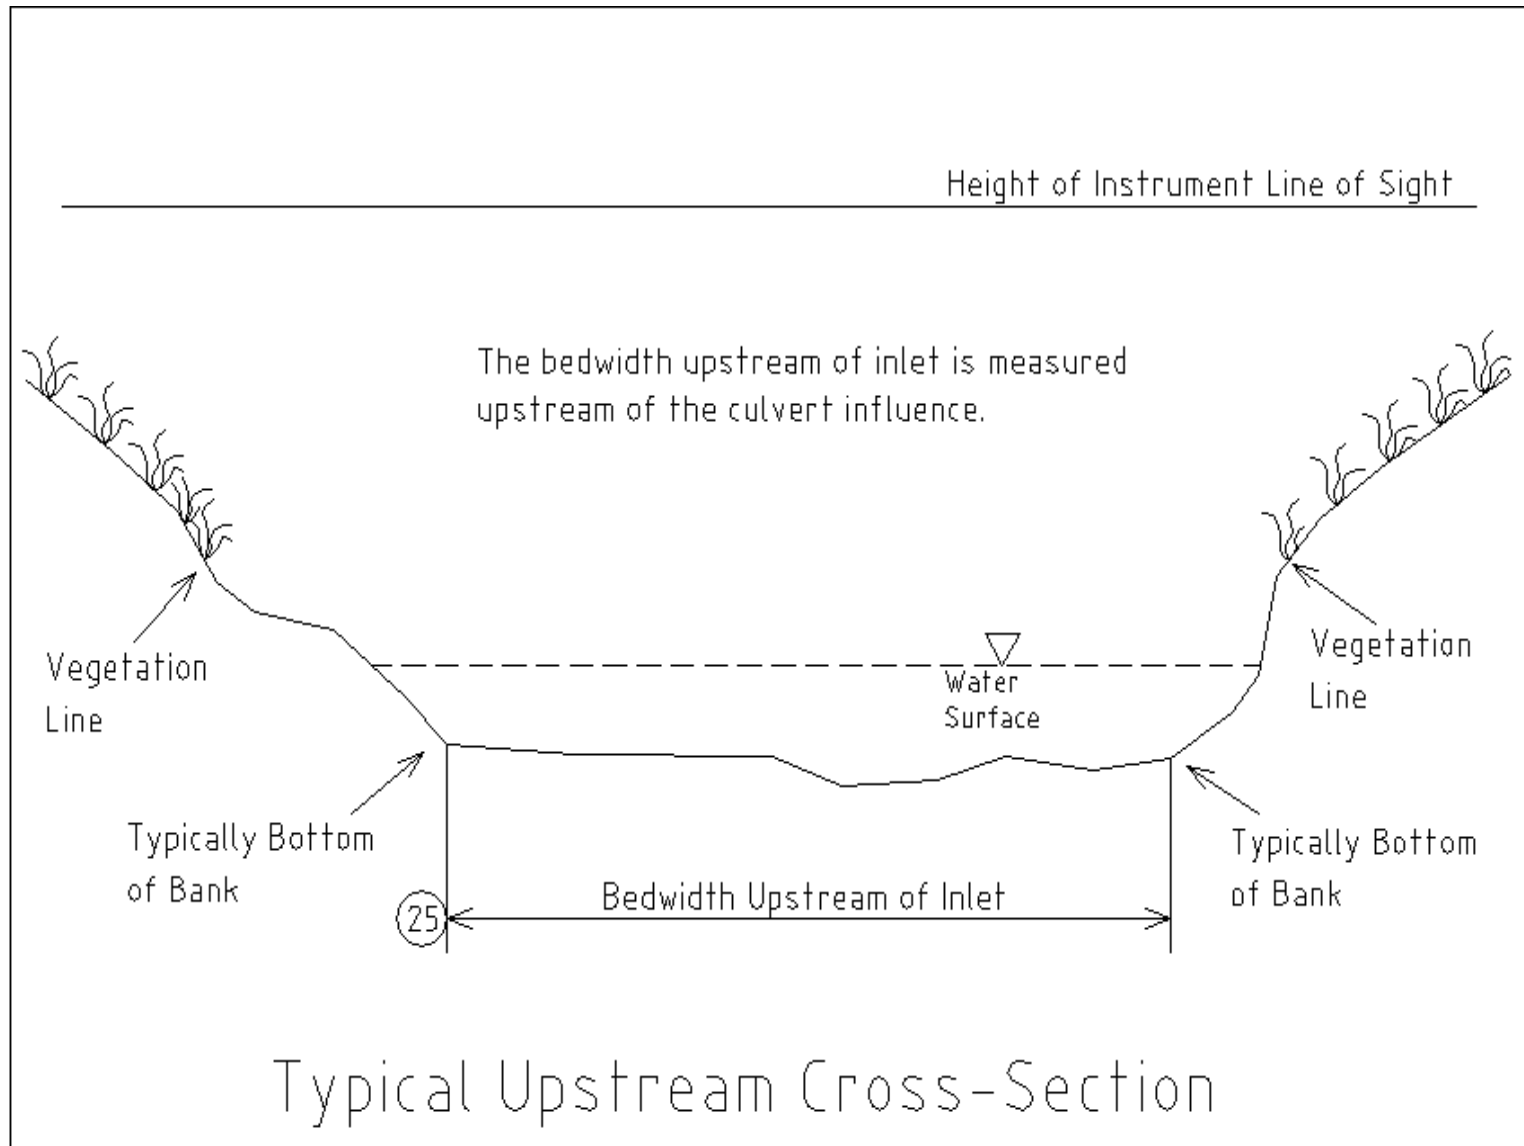 Height of Instrument Line of Sight
The bedwidth upstream of inlet is measured
upstream of the culvert influence.
Vegetation
Line
Water
Surface
Vegetation
Line
Typically Bottom
of Bank
Typically Bottom
of Bank
25
Bedwidth Upstream of Inlet
Typical Upstream Cross-Section